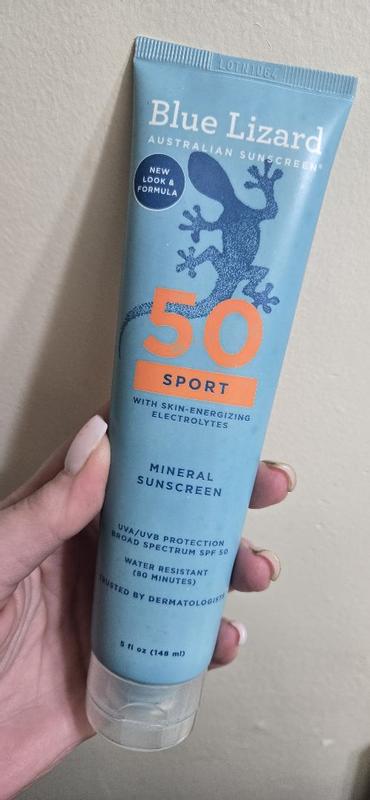 Blue Lizard
AUSTRALIAN SUNSCREEN®
NEW
LOOK &
FORMULA
50
SPORT
WITH SKIN-ENERGIZING
ELECTROLYTES
MINERAL
SUNSCREEN
UVA/UVB PROTECTION
BROAD SPECTRUM SPF 50
WATER RESISTANT
(80 MINUTES)
TRUSTED BY DERMATOLOGISTS
5 fl oz (148 ml)